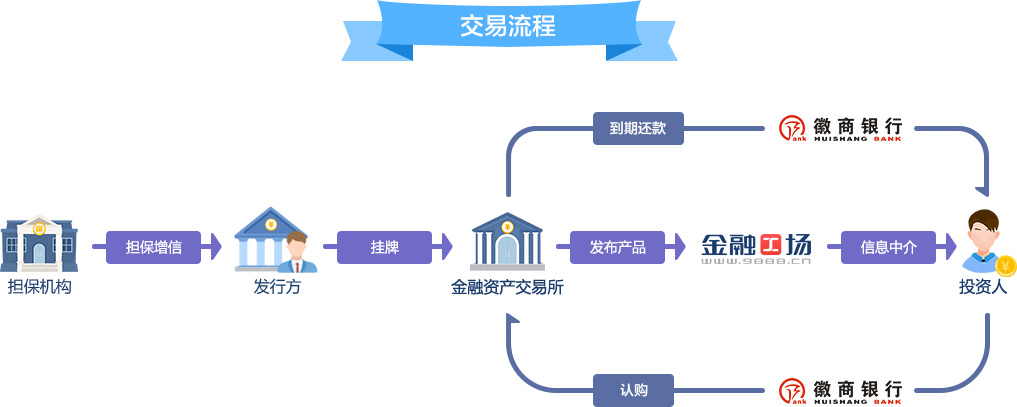 交易流程
到期还款
徽商银行
HUISHANG BANK
担保增信
挂牌
发布产品
金融工场
www.9888.cn
信息中介
担保机构
发行方
金融资产交易所
投资人
认购
徽商银行
HUISHANG BANK